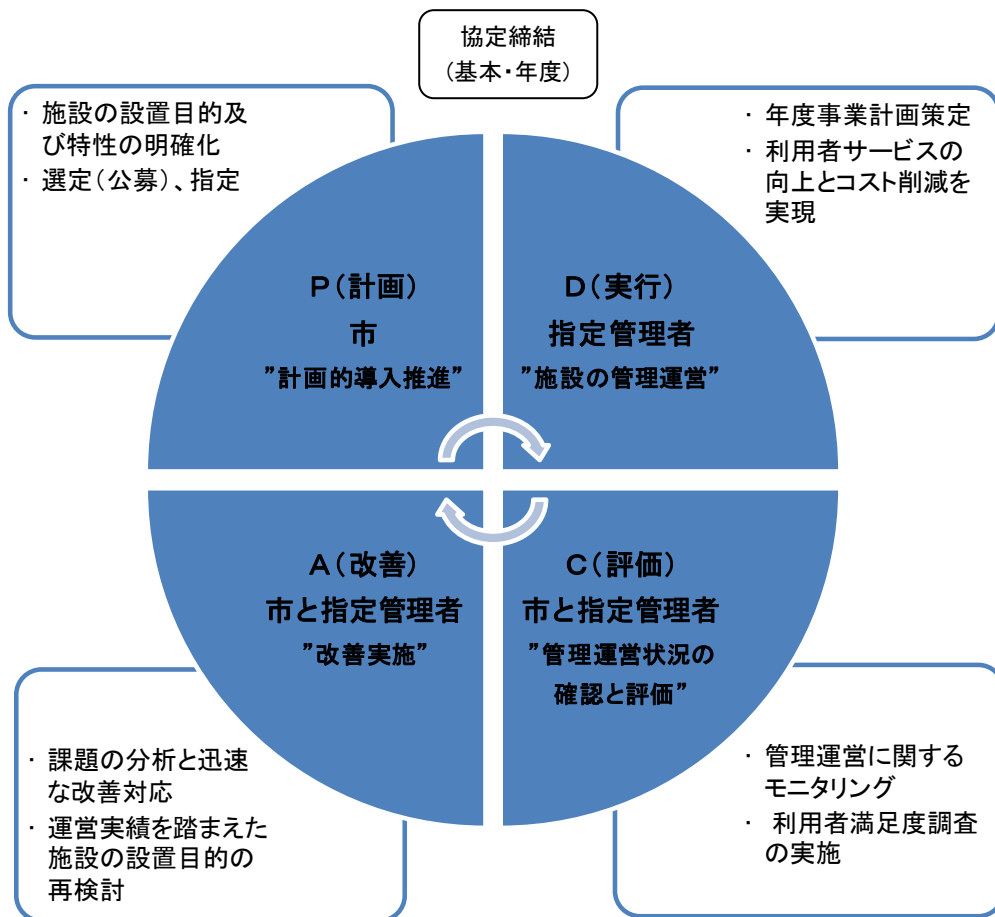 協定締結
(基本・年度)
・ 施設の設置目的及
び特性の明確化
・ 選定(公募)、指定
・ 年度事業計画策定
・ 利用者サービスの
向上とコスト削減を
実現
P(計画)
市
”計画的導入推進”
D(実行)
指定管理者
”施設の管理運営”
A(改善)
市と指定管理者
”改善実施”
C(評価)
市と指定管理者
”管理運営状況の
確認と評価”
・ 課題の分析と迅速
な改善対応
・ 運営実績を踏まえた
施設の設置目的の
再検討
・ 管理運営に関する
モニタリング
・ 利用者満足度調査
の実施